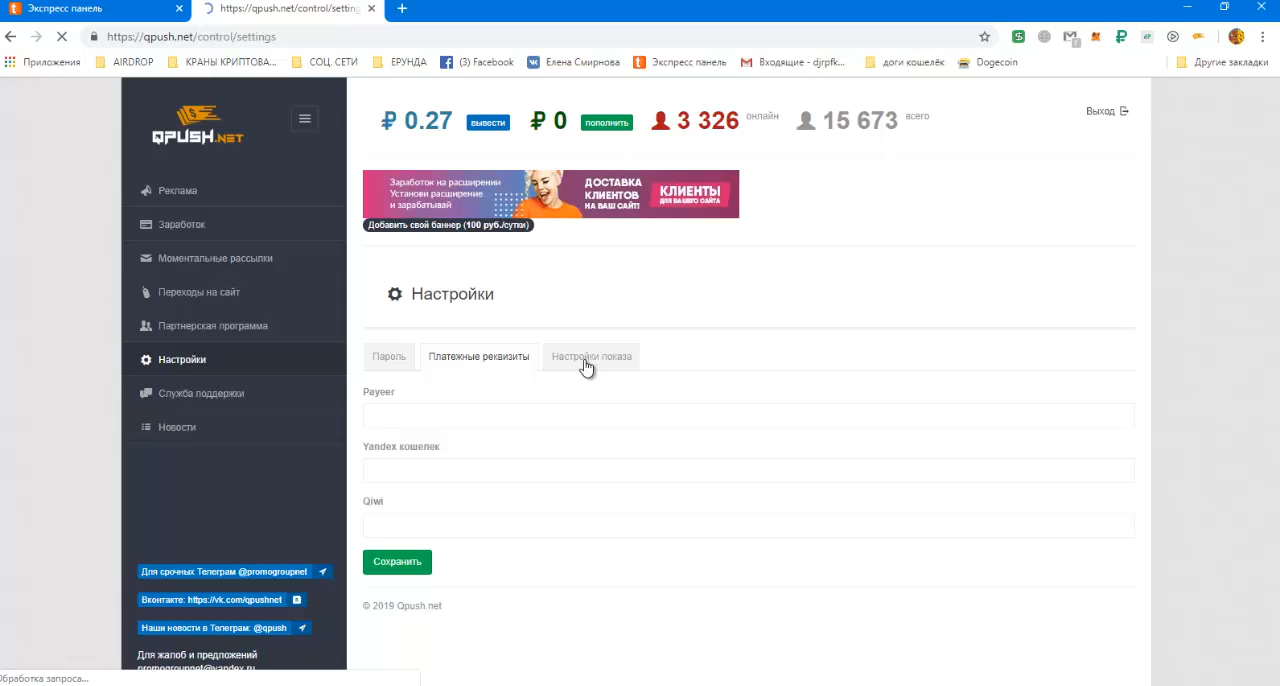 Экспресс панель
https://qpush.net/control/setting
https://qpush.net/control/settings
Приложения
AIRDROP
КРАНЫ КРИПТОВА...
СОЦ. СЕТИ
ЕРУНДА
(3) Facebook
Елена Смирнова
Экспресс панель
Входящие - djrpfk...
доги кошелёк
Dogecoin
Другие закладки
QPUSH.NET
₽ 0.27
вывести
₽ 0
пополнить
3 326
онлайн
15 673
всего
Выход
Заработок на расширении
Установи расширение
и зарабатывай
ДОСТАВКА
КЛИЕНТОВ
НА ВАШ САЙТ!
КЛИЕНТЫ
ДЛЯ ВАШЕГО САЙТА
Добавить свой баннер (100 руб./сутки)
Реклама
Заработок
Моментальные рассылки
Переходы на сайт
Партнерская программа
Настройки
Служба поддержки
Новости
Настройки
Пароль
Платежные реквизиты
Настройки показа
Payeer
Yandex кошелек
Qiwi
Сохранить
© 2019 Qpush.net
Для срочных Телеграм @promogroupnet
Вконтакте: https://vk.com/qpushnet
Наши новости в Телеграм: @qpush
Для жалоб и предложений
promogroupnet@yandex.ru
Обработка запроса...